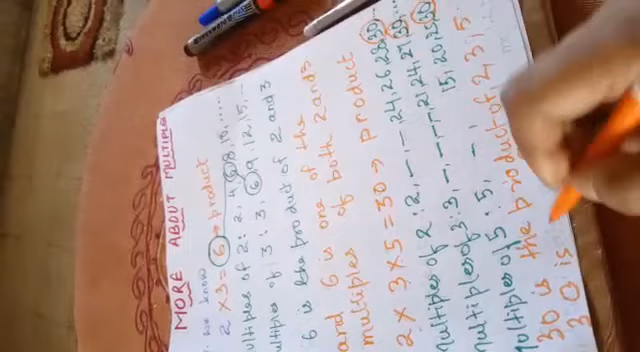 MORE ABOUT MULTIPLE
we know
2 x 3 = 6 → product
ultiples of 2 : 2, 4, 6, 8, 10, ....
ultiples of 3 : 3, 6, 9, 12, 15, -
6 is the product of 2 and 3
and 6 is one of the
multiples of both 2 and 3
2 x 3 x 5 = 30 → product
Multiples of 2 : 2, -, - 24, 26 28 30 ...
Multiples of 3 : 3, -, - 21 24, 27 30 ...
Multiples of 5 : 5, -, 15, 20, 25 30
30 is the product of 2, 3, 5
30 is